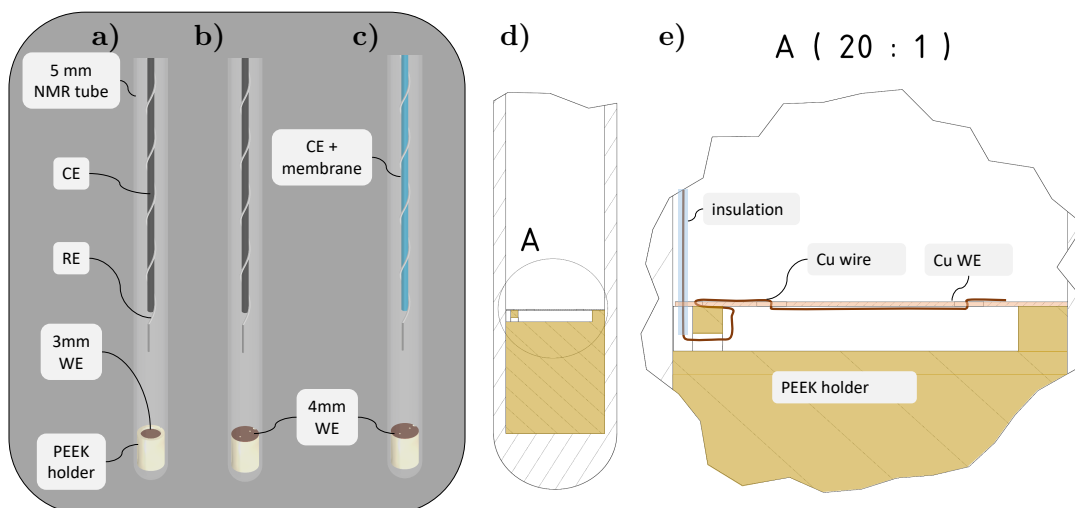 a)
b)
c)
d)
e)
A ( 20 : 1 )
5 mm
NMR tube
CE
RE
3mm
WE
PEEK
holder
CE +
membrane
4mm
WE
A
insulation
Cu wire
Cu WE
PEEK holder